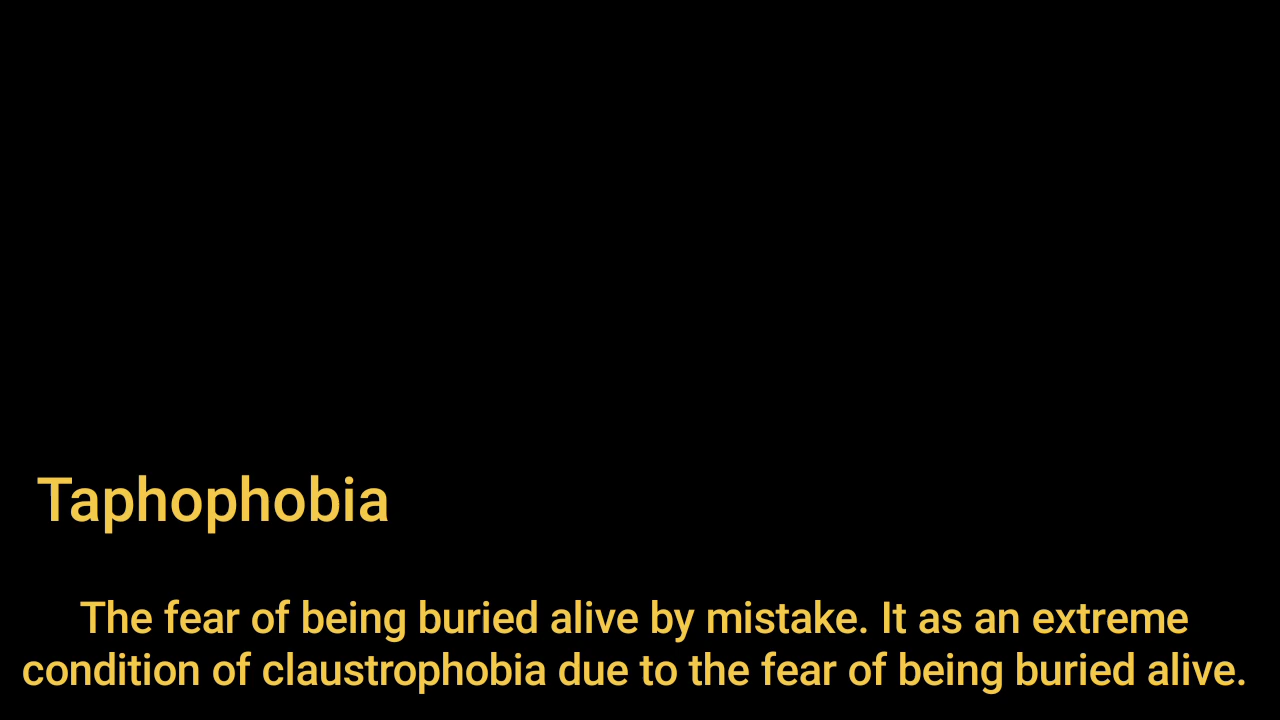 Taphophobia
The fear of being buried alive by mistake. It as an extreme
condition of claustrophobia due to the fear of being buried alive.